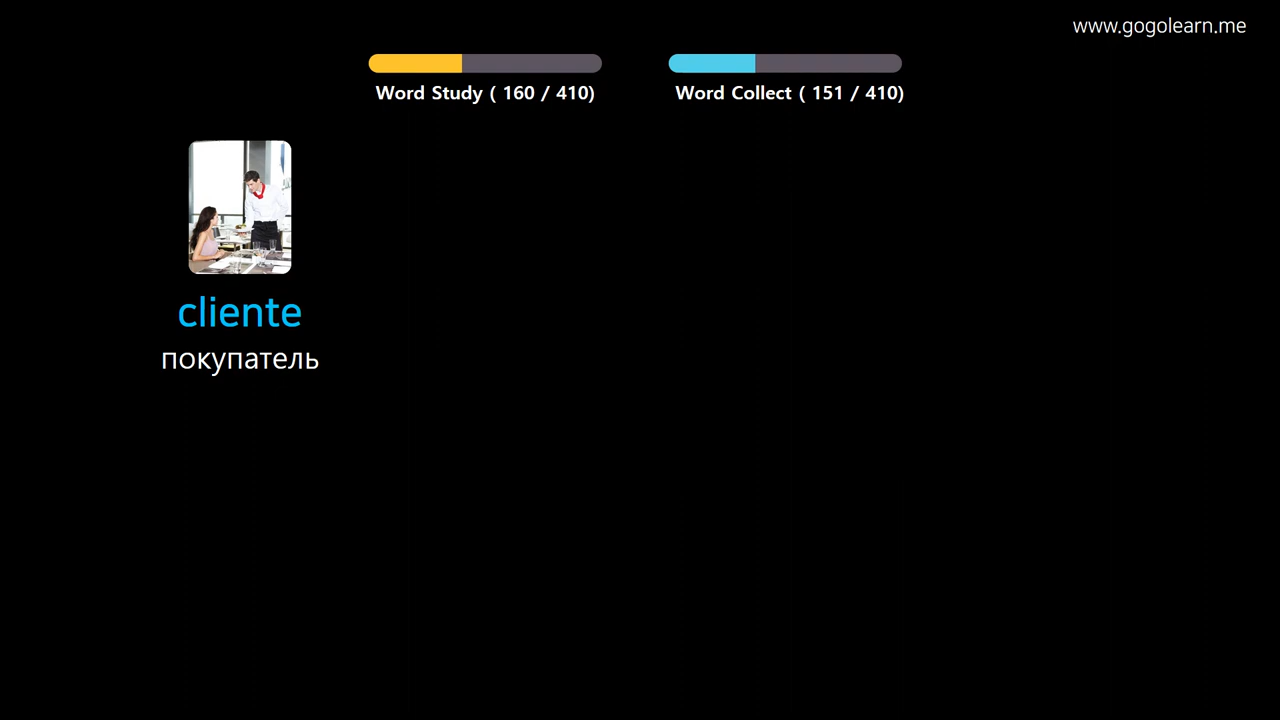 www.gogolearn.me
Word Study ( 160 / 410)
Word Collect ( 151 / 410)
cliente
покупатель